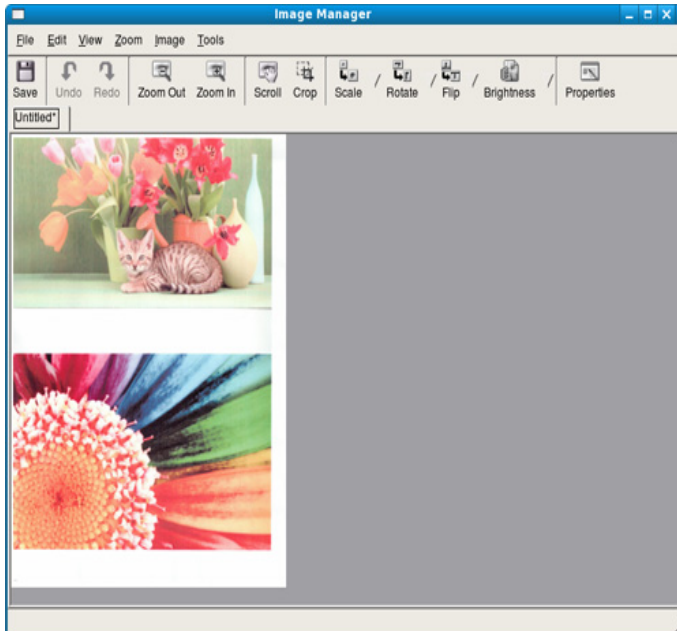 Image Manager
File Edit View Zoom Image Tools
Save Undo Redo Zoom Out Zoom In Scroll Crop Scale / Rotate / Flip / Brightness / Properties
Untitled*